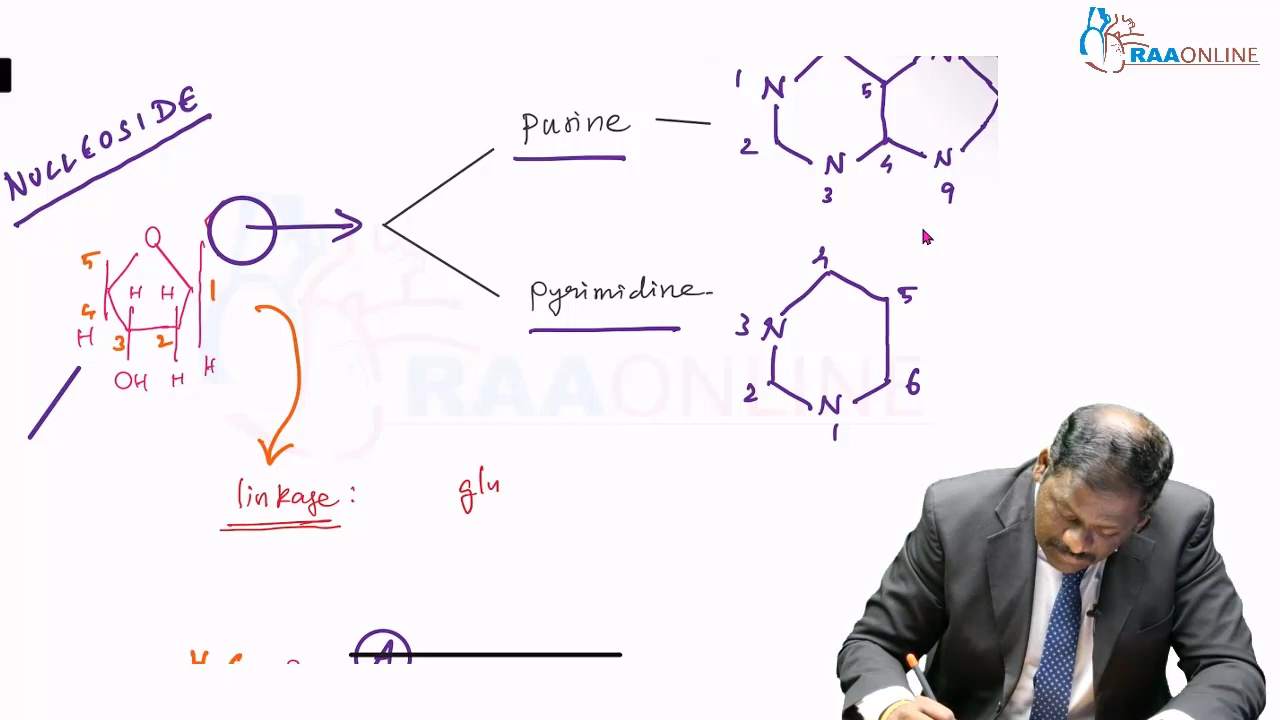 RAAONLINE
NUCLEOSIDE
Purine
1 N 5 N
2 N 4 N
3 9
O
5 H H 1
4
H 3 2
OH H H
Pyrimidine
4
5
3 N
2 N 6
1
RAAONLINE
linkage : glu
A